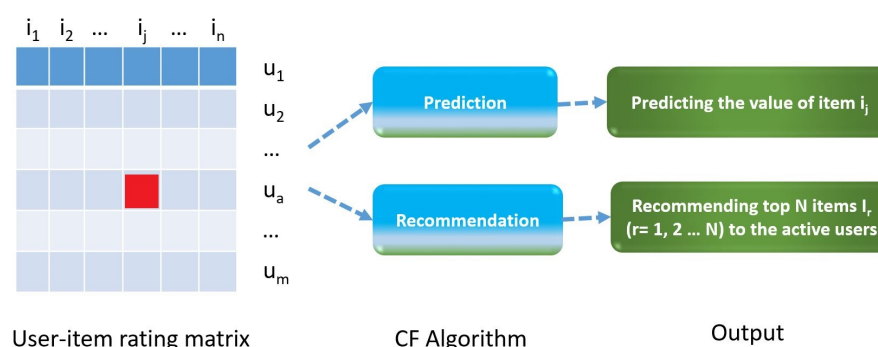 i1 i2 ... ij ... in
u1
u2
...
ua
...
um
Prediction
Recommendation
Predicting the value of item ij
Recommending top N items Ir
(r= 1, 2 ... N) to the active users
User-item rating matrix
CF Algorithm
Output